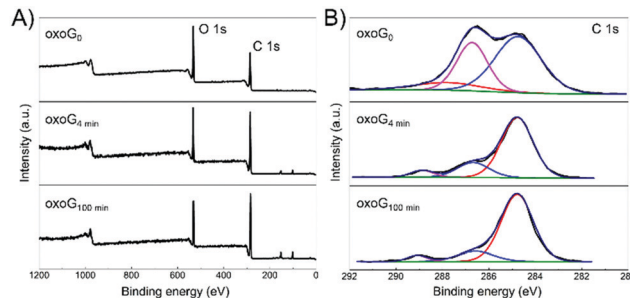 A)
oxoG0
O 1s
C 1s
oxoG4 min
oxoG100 min
Intensity (a.u.)
1200 1000 800 600 400 200 0
Binding energy (eV)
B)
oxoG0
C 1s
oxoG4 min
oxoG100 min
Intensity (a.u.)
292 290 288 286 284 282
Binding energy (eV)